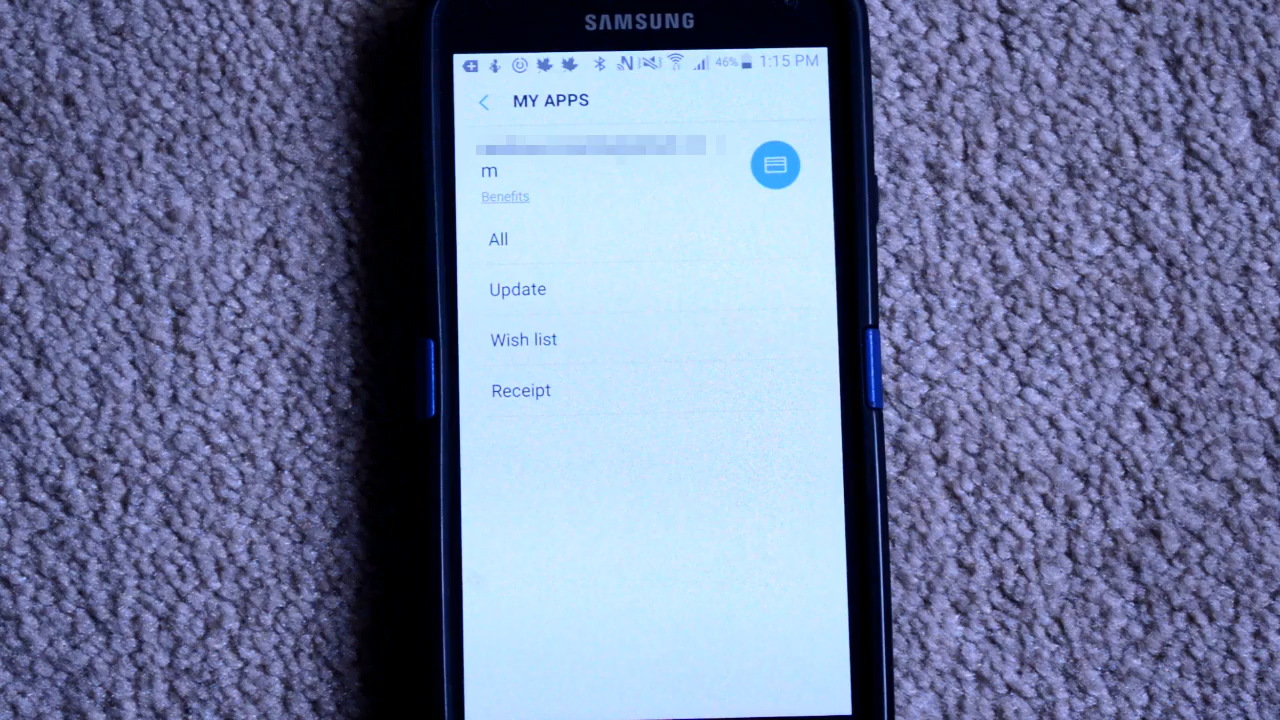 SAMSUNG
46% 1:15 PM
MY APPS
m
Benefits
All
Update
Wish list
Receipt